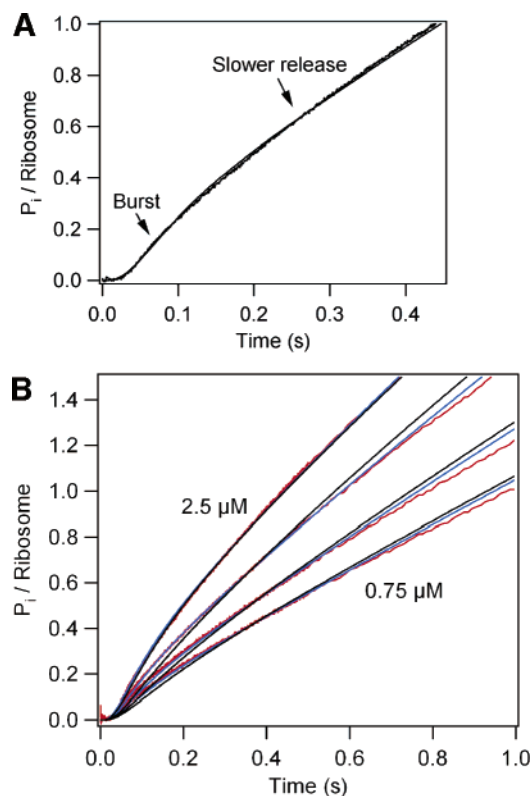 A
1.0
0.8
0.6
0.4
0.2
0.0
Pi / Ribosome
Slower release
Burst
0.0 0.1 0.2 0.3 0.4
Time (s)
B
1.4
1.2
1.0
0.8
0.6
0.4
0.2
0.0
Pi / Ribosome
2.5 µM
0.75 µM
0.0 0.2 0.4 0.6 0.8 1.0
Time (s)